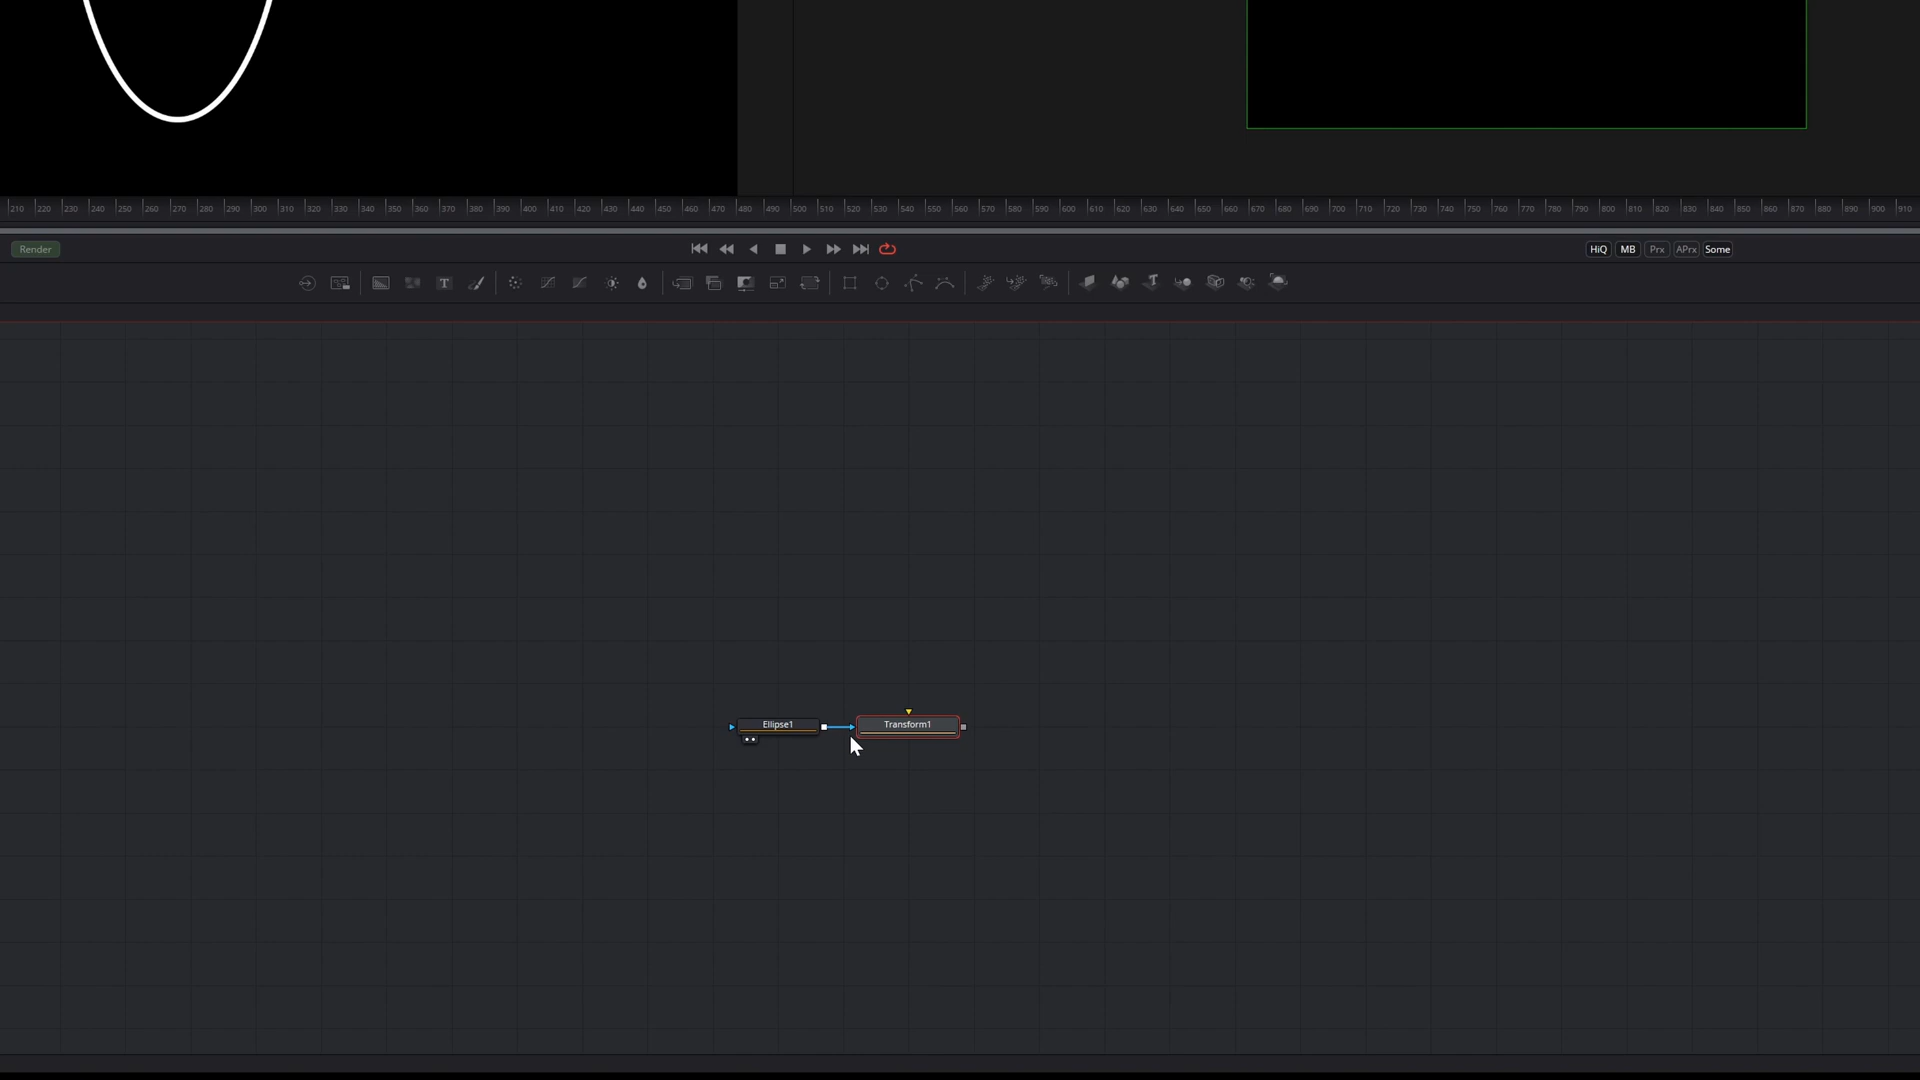 210 220 230 240 250 260 270 280 290 300 310 320 330 340 350 360 370 380 390 400 410 420 430 440 450 460 470 480 490 500 510 520 530 540 550 560 570 580 590 600 610 620 630 640 650 660 670 680 690 700 710 720 730 740 750 760 770 780 790 800 810 820 830 840 850 860 870 880 890 900 910
Render HiQ MB Prx APrx Some
T
Ellipse1 Transform1